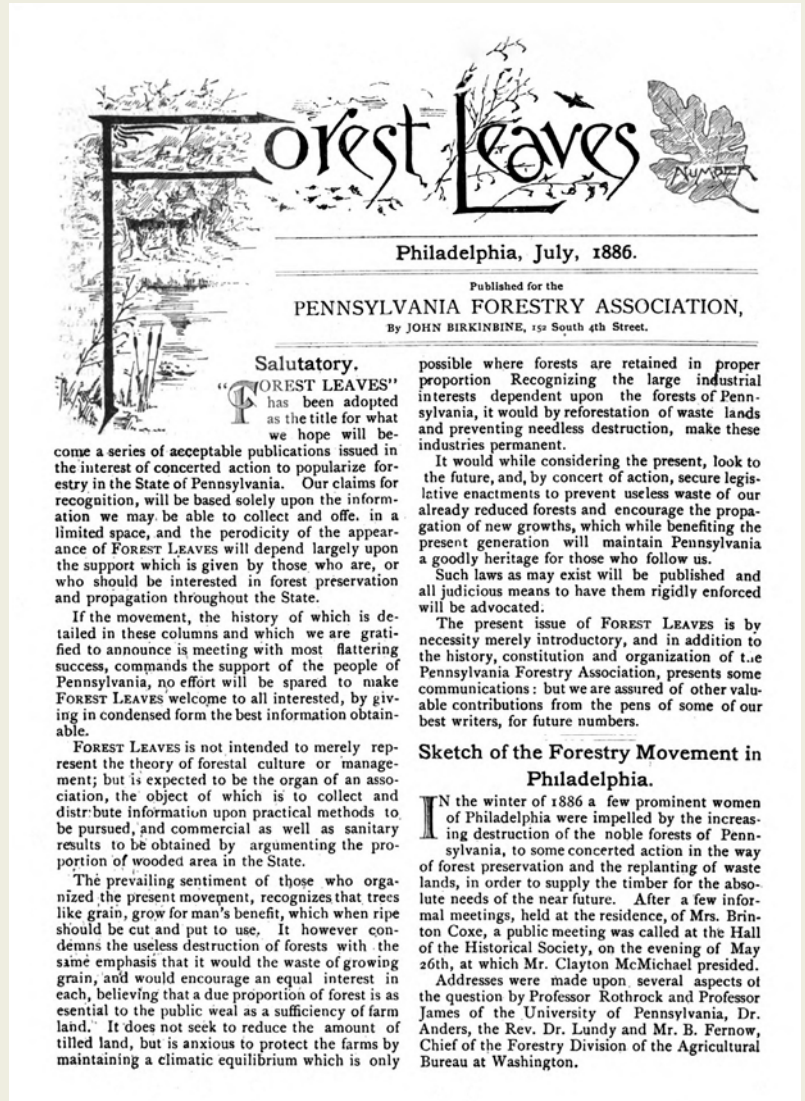 Forest Leaves
NUMBER
Philadelphia, July, 1886.
Published for the
PENNSYLVANIA FORESTRY ASSOCIATION,
By JOHN BIRKINBINE, 152 South 4th Street.
Salutatory.
“FOREST LEAVES”
has been adopted
as the title for what
we hope will be-
come a series of aeceptable publications issued in
the interest of concerted action to popularize for-
estry in the State of Pennsylvania. Our claims for
recognition, will be based solely upon the inform-
ation we may be able to collect and offe. in a
limited space, and the perodicity of the appear-
ance of FOREST LEAVES will depend largely upon
the support which is given by those who are, or
who should be interested in forest preservation
and propagation throughout the State.
If the movement, the history of which is de-
tailed in these columns and which we are grati-
fied to announce is meeting with most flattering
success, commands the support of the people of
Pennsylvania, no effort will be spared to make
FOREST LEAVES welcome to all interested, by giv-
ing in condensed form the best information obtain-
able.
FOREST LEAVES is not intended to merely rep-
resent the theory of forestal culture or manage-
ment; but is expected to be the organ of an asso-
ciation, the object of which is to collect and
distribute information upon practical methods to
be pursued, and commercial as well as sanitary
results to be obtained by argumenting the pro-
portion of wooded area in the State.
The prevailing sentiment of those who orga-
nized the present movement, recognizes that trees
like grain, grow for man's benefit, which when ripe
should be cut and put to use. It however con-
demns the useless destruction of forests with the
same emphasis that it would the waste of growing
grain, and would encourage an equal interest in
each, believing that a due proportion of forest is as
esential to the public weal as a sufficiency of farm
land. It does not seek to reduce the amount of
tilled land, but is anxious to protect the farms by
maintaining a climatic equilibrium which is only
possible where forests are retained in proper
proportion Recognizing the large industrial
interests dependent upon the forests of Penn-
sylvania, it would by reforestation of waste lands
and preventing needless destruction, make these
industries permanent.
It would while considering the present, look to
the future, and, by concert of action, secure legis-
lative enactments to prevent useless waste of our
already reduced forests and encourage the propa-
gation of new growths, which while benefiting the
present generation will maintain Pennsylvania
a goodly heritage for those who follow us.
Such laws as may exist will be published and
all judicious means to have them rigidly enforced
will be advocated.
The present issue of FOREST LEAVES is by
necessity merely introductory, and in addition to
the history, constitution and organization of the
Pennsylvania Forestry Association, presents some
communications: but we are assured of other valu-
able contributions from the pens of some of our
best writers, for future numbers.
Sketch of the Forestry Movement in
Philadelphia.
IN the winter of 1886 a few prominent women
of Philadelphia were impelled by the increas-
ing destruction of the noble forests of Penn-
sylvania, to some concerted action in the way
of forest preservation and the replanting of waste
lands, in order to supply the timber for the abso-
lute needs of the near future. After a few infor-
mal meetings, held at the residence, of Mrs. Brin-
ton Coxe, a public meeting was called at the Hall
of the Historical Society, on the evening of May
26th, at which Mr. Clayton McMichael presided.
Addresses were made upon several aspects of
the question by Professor Rothrock and Professor
James of the University of Pennsylvania, Dr.
Anders, the Rev. Dr. Lundy and Mr. B. Fernow,
Chief of the Forestry Division of the Agricultural
Bureau at Washington.